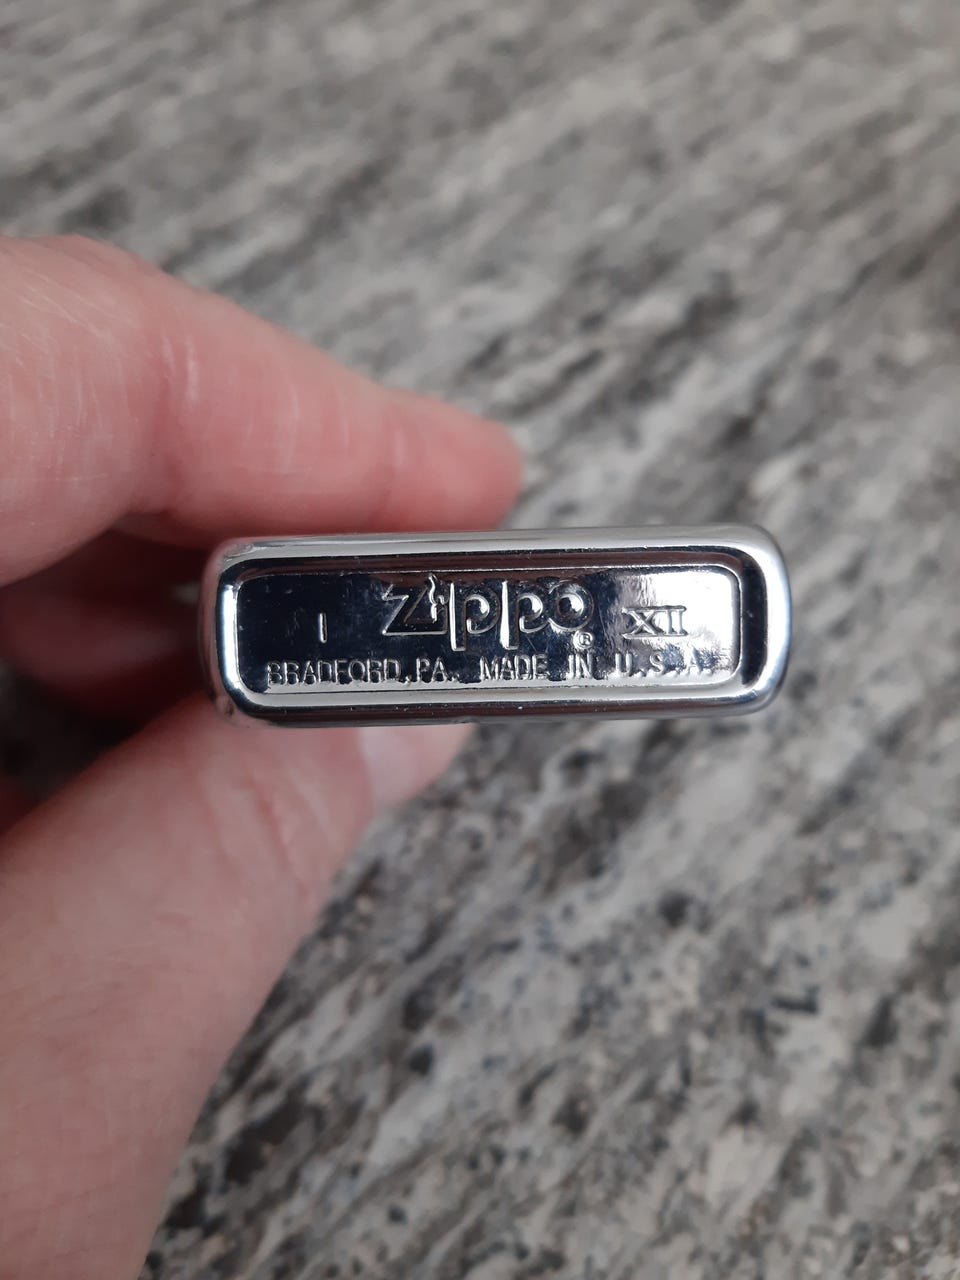 I Zippo ® XII
BRADFORD, PA. MADE IN U.S.A.